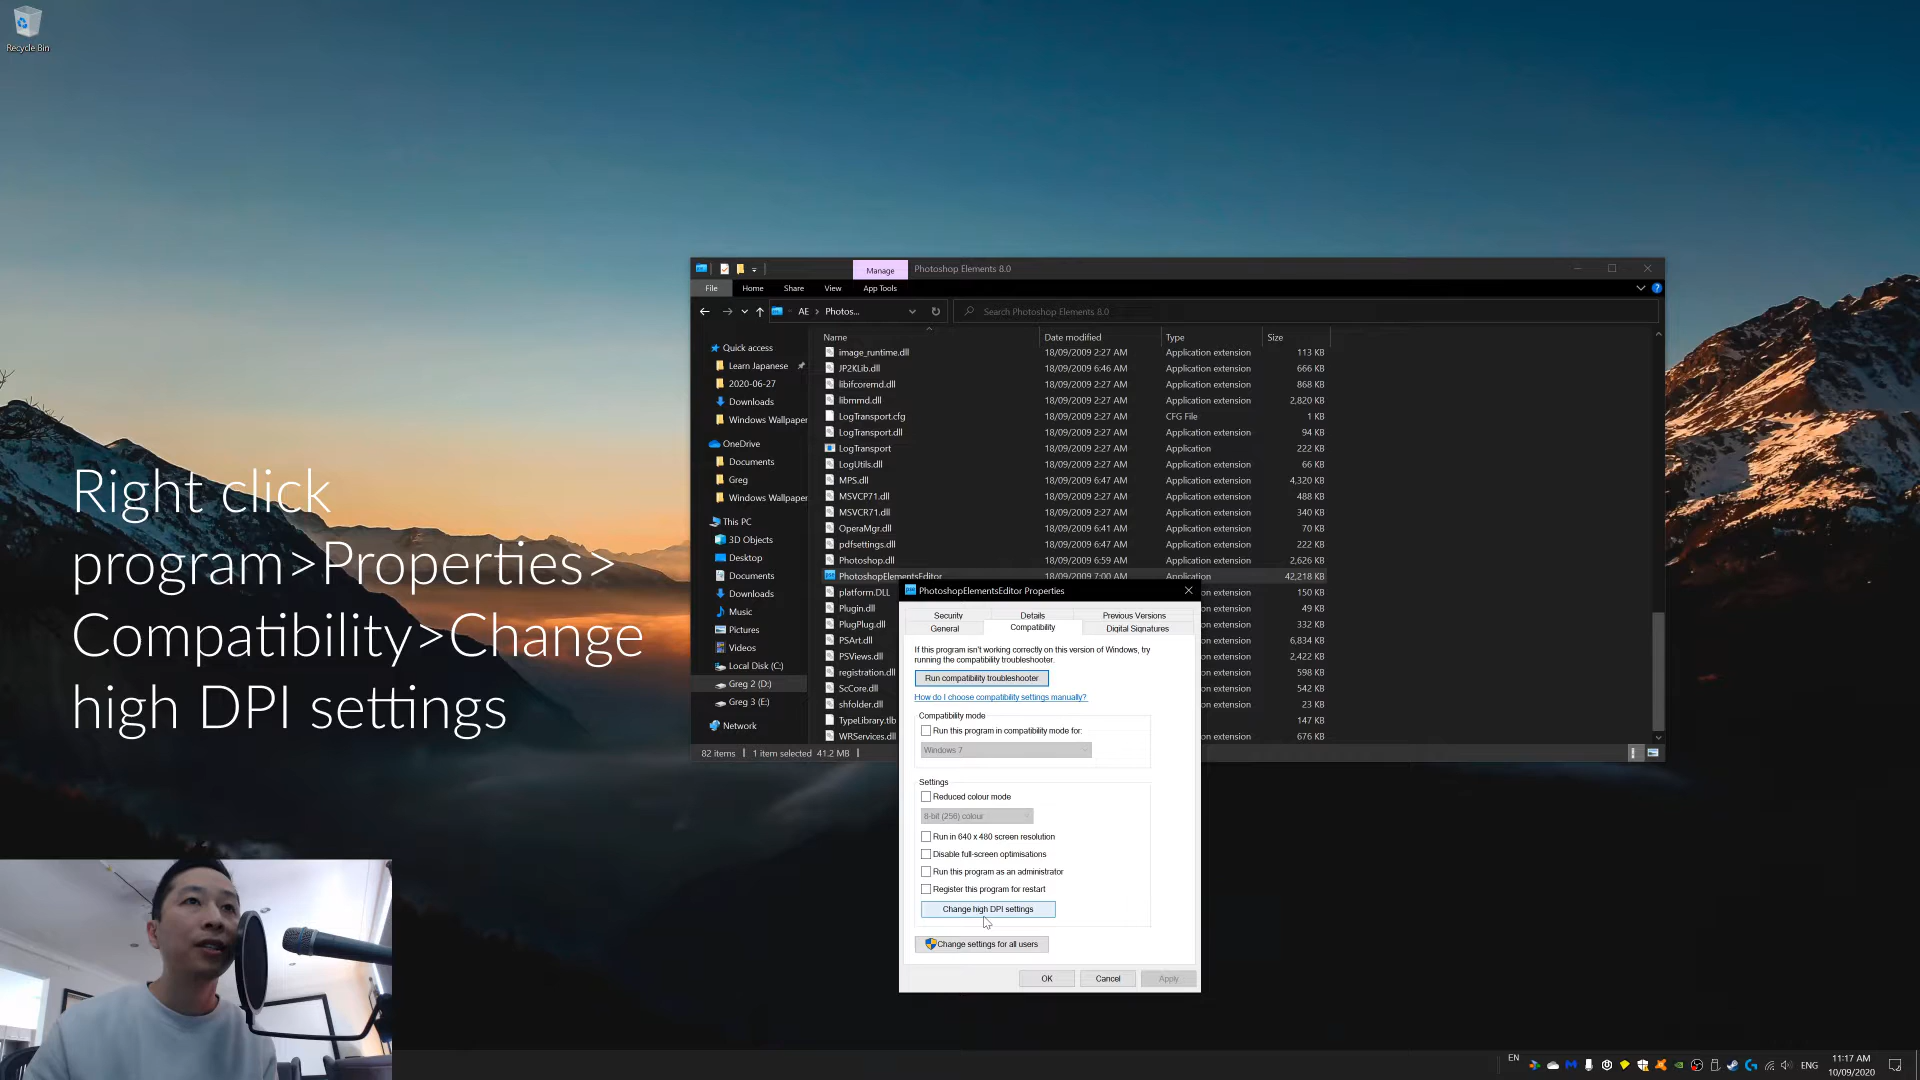 Recycle Bin
Manage
Photoshop Elements 8.0
File
Home
Share
View
App Tools
AE
Photos...
Search Photoshop Elements 8.0
Quick access
Learn Japanese
2020-06-27
Downloads
Windows Wallpaper
OneDrive
Documents
Greg
Windows Wallpaper
This PC
3D Objects
Desktop
Documents
Downloads
Music
Pictures
Videos
Local Disk (C:)
Greg 2 (D:)
Greg 3 (E:)
Network
Name Date modified Type Size
image_runtime.dll 18/09/2009 2:27 AM Application extension 113 KB
JP2KLib.dll 18/09/2009 6:46 AM Application extension 666 KB
libifcoremd.dll 18/09/2009 2:27 AM Application extension 868 KB
libmmd.dll 18/09/2009 2:27 AM Application extension 2,820 KB
LogTransport.cfg 18/09/2009 2:27 AM CFG File 1 KB
LogTransport.dll 18/09/2009 2:27 AM Application extension 94 KB
LogTransport 18/09/2009 2:27 AM Application 222 KB
LogUtils.dll 18/09/2009 2:27 AM Application extension 66 KB
MPS.dll 18/09/2009 6:47 AM Application extension 4,320 KB
MSVCP71.dll 18/09/2009 2:27 AM Application extension 488 KB
MSVCR71.dll 18/09/2009 2:27 AM Application extension 340 KB
OperaMgr.dll 18/09/2009 6:41 AM Application extension 70 KB
pdfsettings.dll 18/09/2009 6:47 AM Application extension 222 KB
Photoshop.dll 18/09/2009 6:59 AM Application extension 2,626 KB
PhotoshopElementsEditor 18/09/2009 7:00 AM Application 42,218 KB
platform.DLL on extension 150 KB
Plugin.dll on extension 49 KB
PlugPlug.dll on extension 332 KB
PSArt.dll on extension 6,834 KB
PSViews.dll on extension 2,422 KB
registration.dll on extension 598 KB
ScCore.dll on extension 542 KB
shfolder.dll on extension 23 KB
TypeLibrary.tlb on extension 147 KB
WRServices.dll on extension 676 KB
82 items
1 item selected 41.2 MB
PhotoshopElementsEditor Properties
Security
Details
Previous Versions
General
Compatibility
Digital Signatures
If this program isn't working correctly on this version of Windows, try
running the compatibility troubleshooter.
Run compatibility troubleshooter
How do I choose compatibility settings manually?
Compatibility mode
Run this program in compatibility mode for:
Windows 7
Settings
Reduced colour mode
8-bit (256) colour
Run in 640 x 480 screen resolution
Disable full-screen optimisations
Run this program as an administrator
Register this program for restart
Change high DPI settings
Change settings for all users
OK
Cancel
Apply
Right click
program>Properties>
Compatibility>Change
high DPI settings
EN
ENG
11:17 AM
10/09/2020